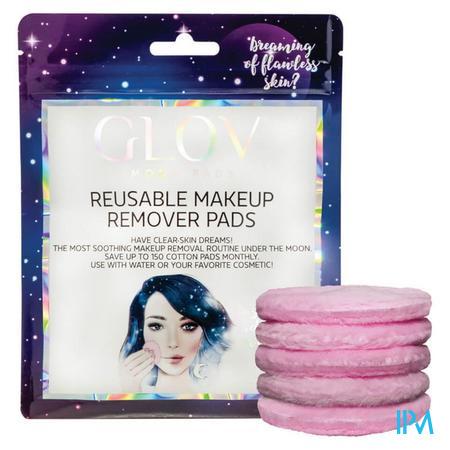 Dreaming
of flawless
skin?
GLOV
MOON PADS
REUSABLE MAKEUP
REMOVER PADS
HAVE CLEAR-SKIN DREAMS!
THE MOST SOOTHING MAKEUP REMOVAL ROUTINE UNDER THE MOON.
SAVE UP TO 150 COTTON PADS MONTHLY.
USE WITH WATER OR YOUR FAVORITE COSMETIC!
IPM